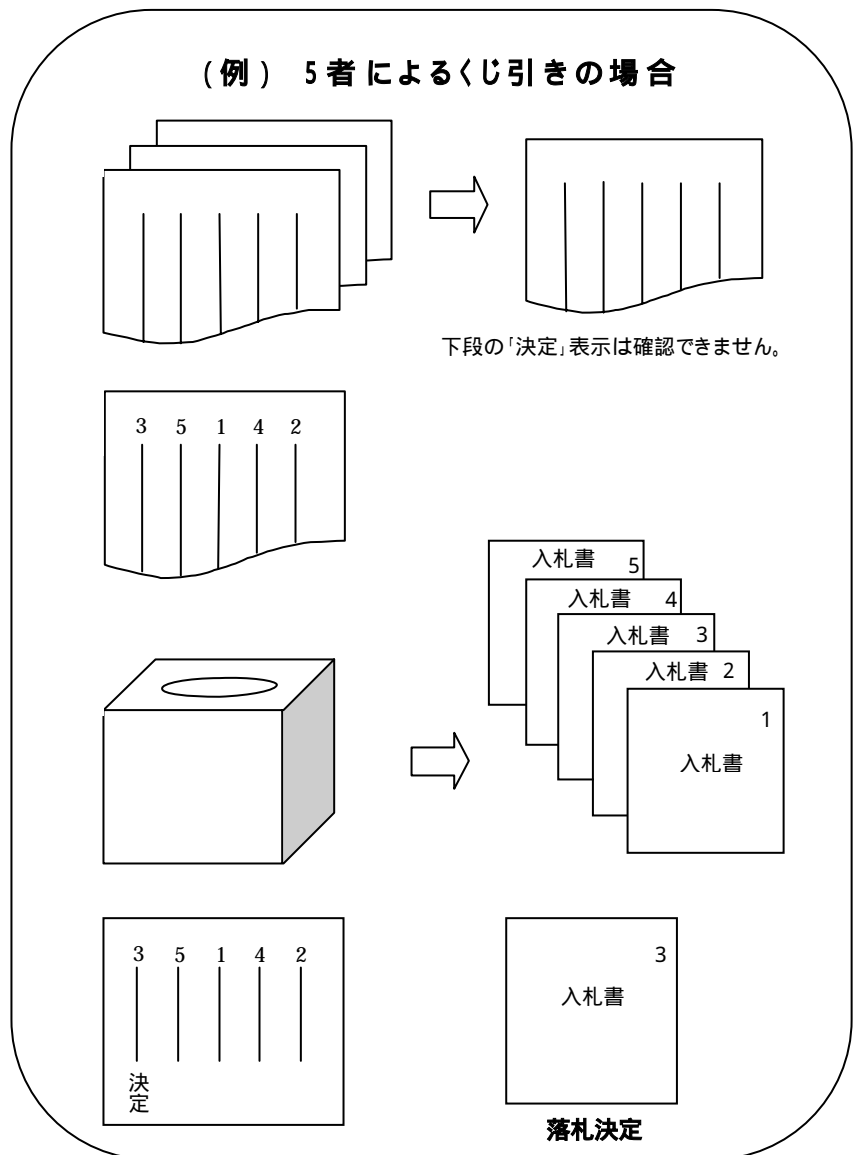 (例) 5者によるくじ引きの場合
下段の「決定」表示は確認できません。
3 5 1 4 2
入札書 5
入札書 4
入札書 3
入札書 2
1
入札書
3 5 1 4 2
決定
3
入札書
落札決定